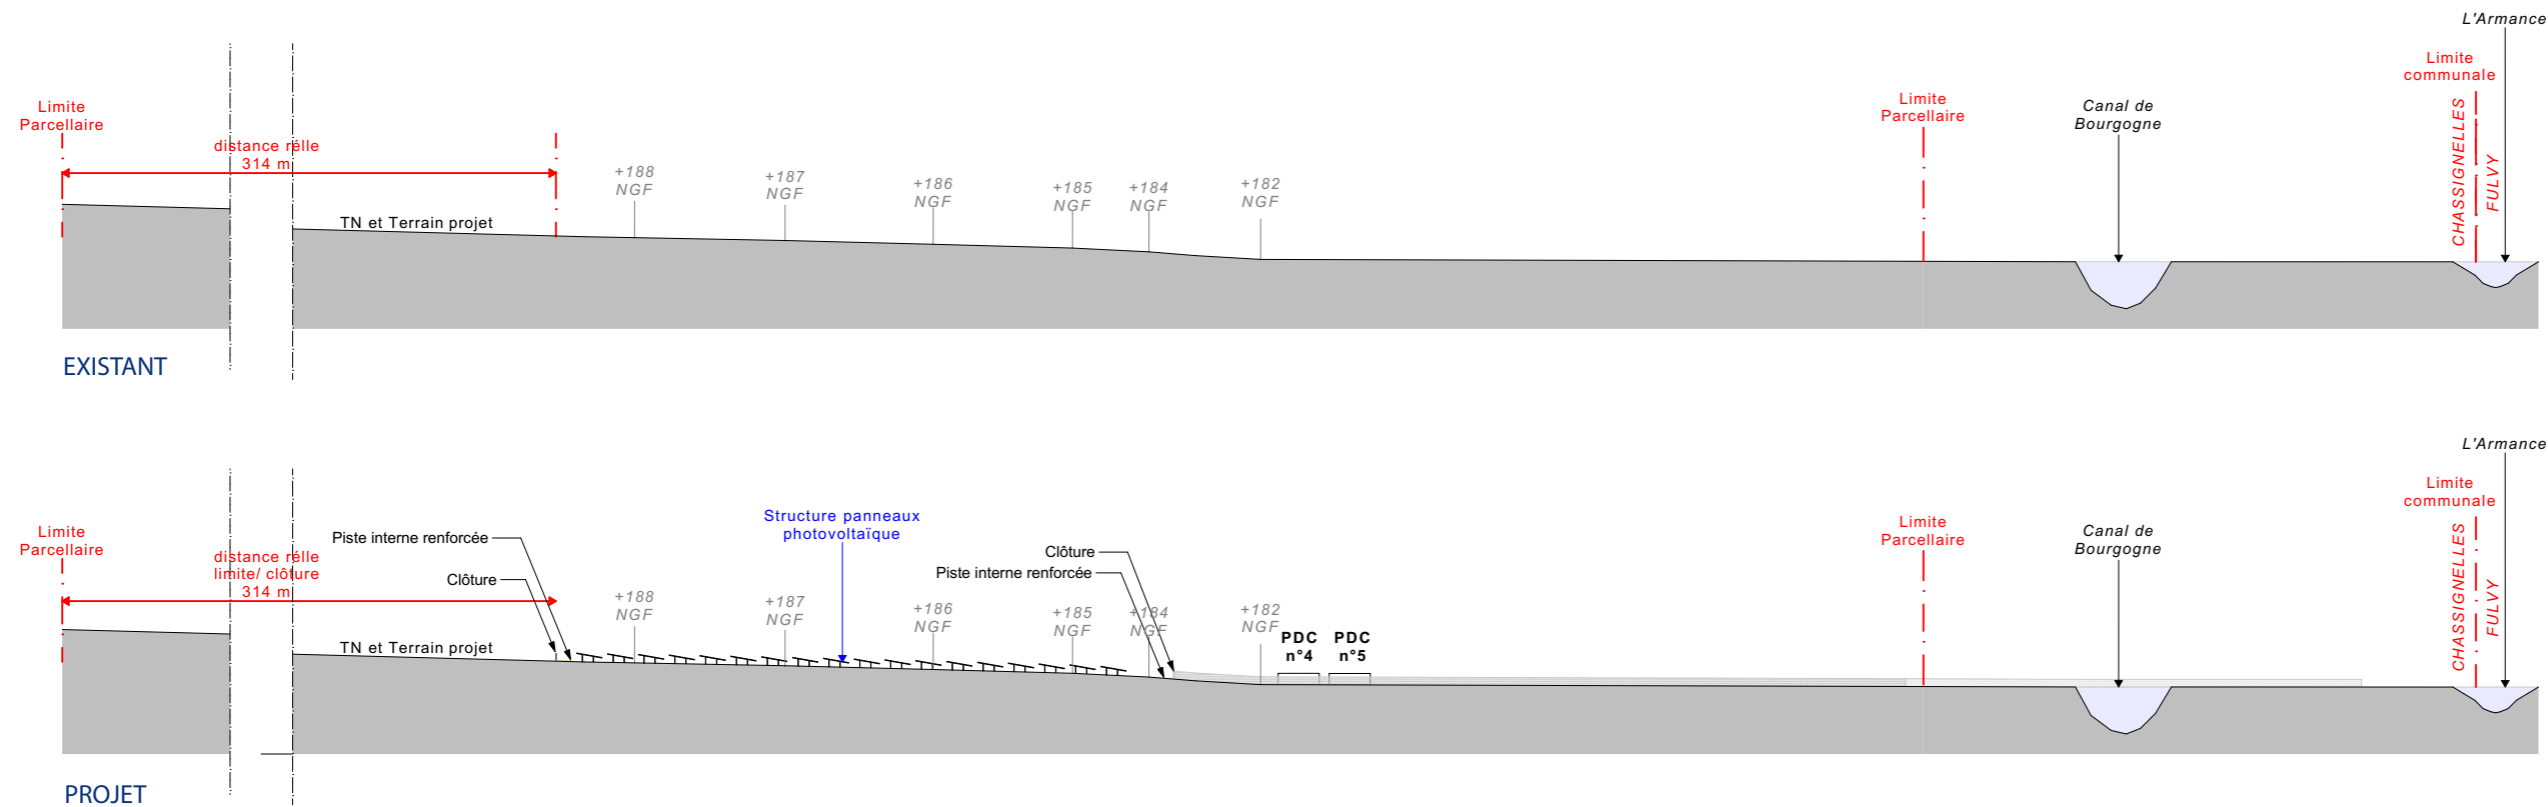 L'Armance
Limite
communale
Limite
Parcellaire
Limite
Parcellaire
Canal de
Bourgogne
CHASSIGNELLES
FULVY
distance rélle
314 m
+188
NGF
+187
NGF
+186
NGF
+185
NGF
+184
NGF
+182
NGF
TN et Terrain projet
EXISTANT
L'Armance
Limite
communale
Limite
Parcellaire
Piste interne renforcée
Structure panneaux
photovoltaïque
Limite
Parcellaire
Canal de
Bourgogne
CHASSIGNELLES
FULVY
distance rélle
limite/ clôture
314 m
Clôture
Clôture
Piste interne renforcée
+188
NGF
+187
NGF
+186
NGF
+185
NGF
+184
NGF
+182
NGF
PDC
n°4
PDC
n°5
TN et Terrain projet
PROJET